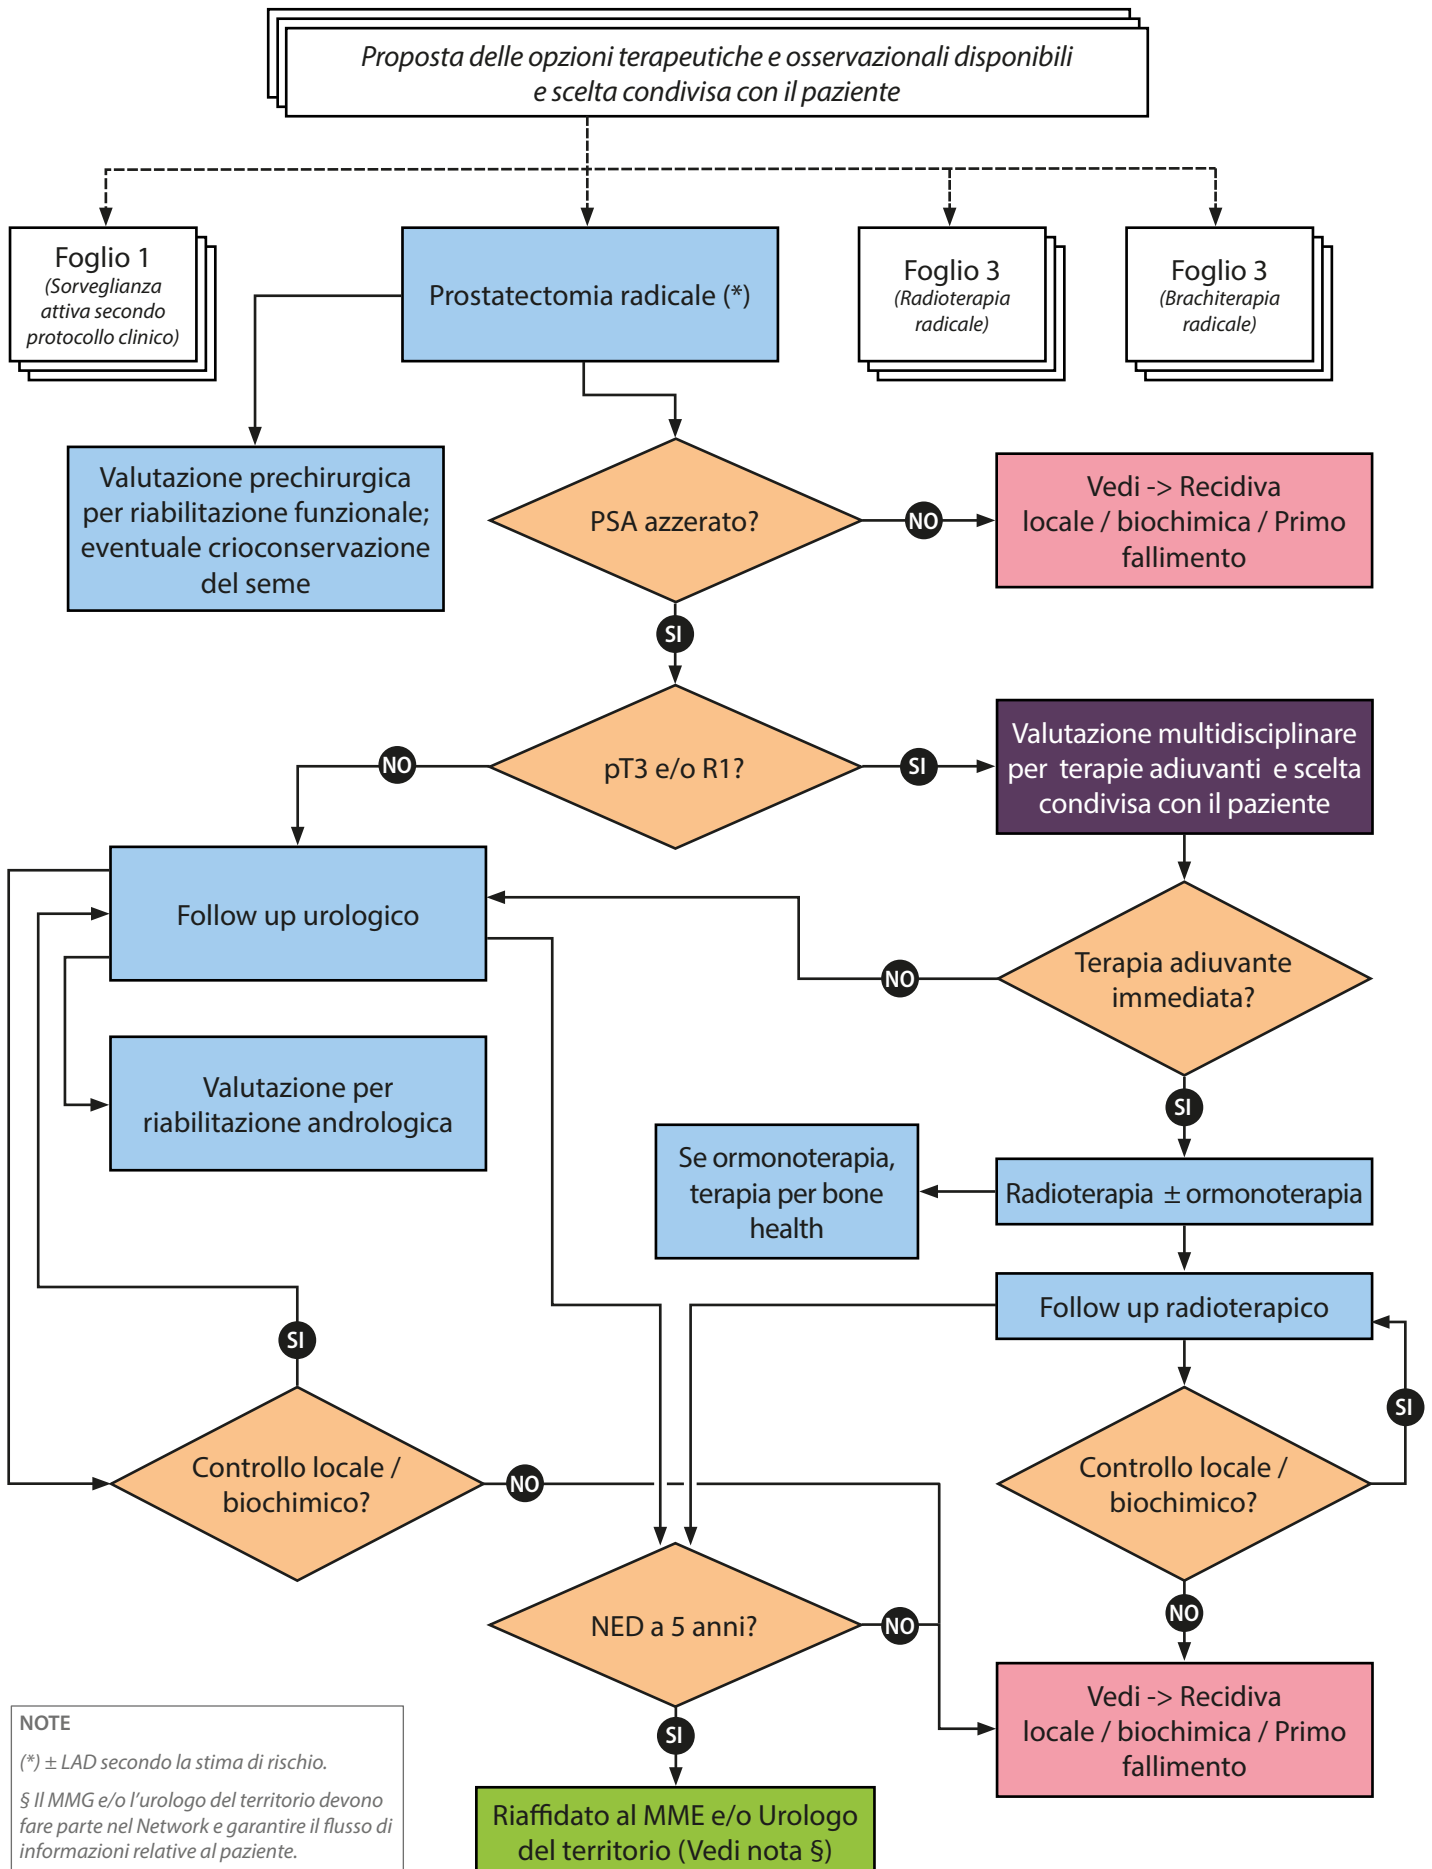 Proposta delle opzioni terapeutiche e osservazionali disponibili
e scelta condivisa con il paziente
Foglio 1
(Sorveglianza
attiva secondo
protocollo clinico)
Prostatectomia radicale (*)
Foglio 3
(Radioterapia
radicale)
Foglio 3
(Brachiterapia
radicale)
Valutazione prechirurgica
per riabilitazione funzionale;
eventuale crioconservazione
del seme
PSA azzerato?
NO
Vedi -> Recidiva
locale / biochimica / Primo
fallimento
SI
pT3 e/o R1?
NO
SI
Valutazione multidisciplinare
per terapie adiuvanti e scelta
condivisa con il paziente
Follow up urologico
Terapia adiuvante
immediata?
NO
SI
Valutazione per
riabilitazione andrologica
Se ormonoterapia,
terapia per bone
health
Radioterapia ± ormonoterapia
Follow up radioterapico
SI
SI
Controllo locale /
biochimico?
NO
Controllo locale /
biochimico?
NO
NED a 5 anni?
NO
SI
Vedi -> Recidiva
locale / biochimica / Primo
fallimento
Riaffidato al MME e/o Urologo
del territorio (Vedi nota §)
NOTE
(*) ± LAD secondo la stima di rischio.
§ Il MMG e/o l'urologo del territorio devono
fare parte nel Network e garantire il flusso di
informazioni relative al paziente.